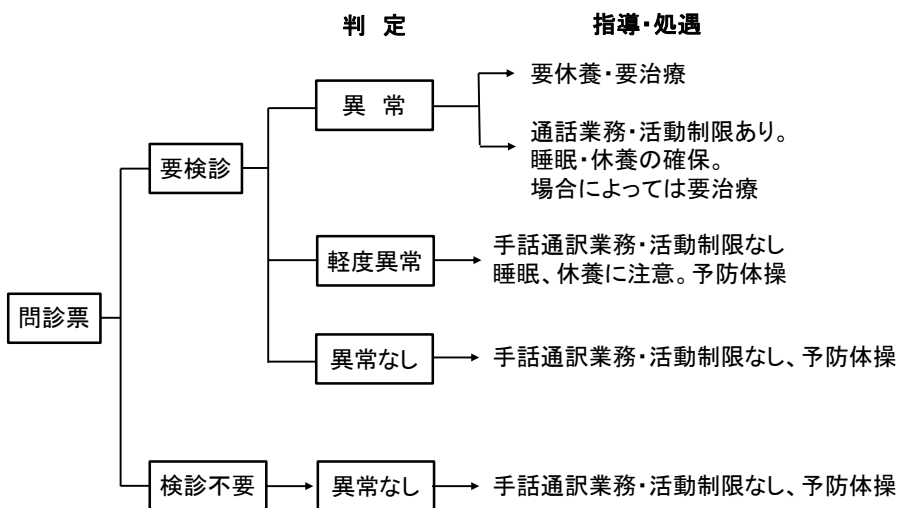 判 定
指導・処遇
異 常
要休養・要治療
通話業務・活動制限あり。
睡眠・休養の確保。
場合によっては要治療
要検診
軽度異常
手話通訳業務・活動制限なし
睡眠、休養に注意。予防体操
問診票
異常なし
手話通訳業務・活動制限なし、予防体操
検診不要
異常なし
手話通訳業務・活動制限なし、予防体操